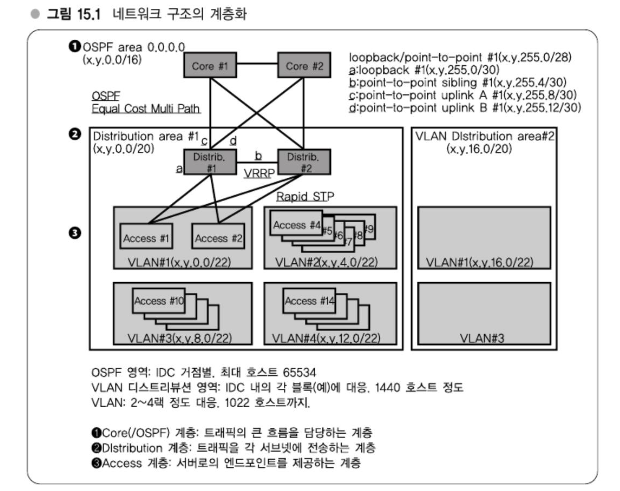 ● 그림 15.1 네트워크 구조의 계층화
❶OSPF area 0.0.0.0
(x.y.0.0/16)
Core #1
Core #2
loopback/point-to-point #1(x.y.255.0/28)
a:loopback #1(x.y.255.0/30)
b:point-to-point sibling #1(x.y.255.4/30)
c:point-to-point uplink A #1(x.y.255.8/30)
d:point-to-point uplink B #1(x.y.255.12/30)
OSPF
Equal Cost Multi Path
❷
Distribution area #1
(x.y.0.0/20)
c
d
a
Distrib.
#1
b
VRRP
Distrib.
#2
VLAN DIstribution area#2
(x.y.16.0/20)
Rapid STP
❸
Access #1
Access #2
VLAN#1(x.y.0.0/22)
Access #4
#5
#6
#7
#8
#9
VLAN#2(x.y.4.0/22)
VLAN#1(x.y.16.0/22)
Access #10
VLAN#3(x.y.8.0/22)
Access #14
VLAN#4(x.y.12.0/22)
VLAN#3
OSPF 영역: IDC 거점별. 최대 호스트 65534
VLAN 디스트리뷰션 영역: IDC 내의 각 블록(예)에 대응. 1440 호스트 정도
VLAN: 2~4랙 정도 대응. 1022 호스트까지.
❶Core(/OSPF) 계층: 트래픽의 큰 흐름을 담당하는 계층
❷DIstribution 계층: 트래픽을 각 서브넷에 전송하는 계층
❸Access 계층: 서버로의 엔드포인트를 제공하는 계층